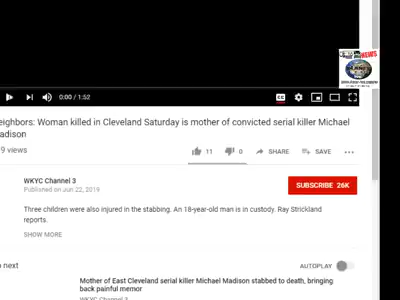 NEWS
0:00 / 1:52
CC
eighbors: Woman killed in Cleveland Saturday is mother of convicted serial killer Michael
adison
9 views
11
0
SHARE
SAVE
WKYC Channel 3
Published on Jun 22, 2019
SUBSCRIBE 26K
Three children were also injured in the stabbing. An 18-year-old man is in custody. Ray Strickland
reports.
SHOW MORE
o next
AUTOPLAY
Mother of East Cleveland serial killer Michael Madison stabbed to death, bringing
back painful memor
WKYC Channel 3